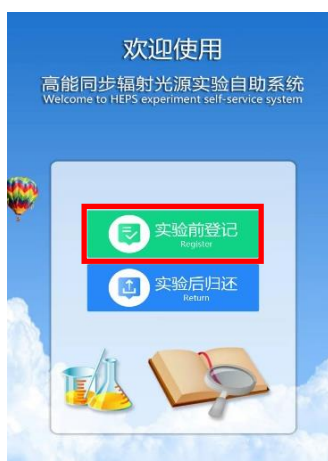 欢迎使用
高能同步辐射光源实验自助系统
Welcome to HEPS experiment self-service system
实验前登记
Register
实验后归还
Return